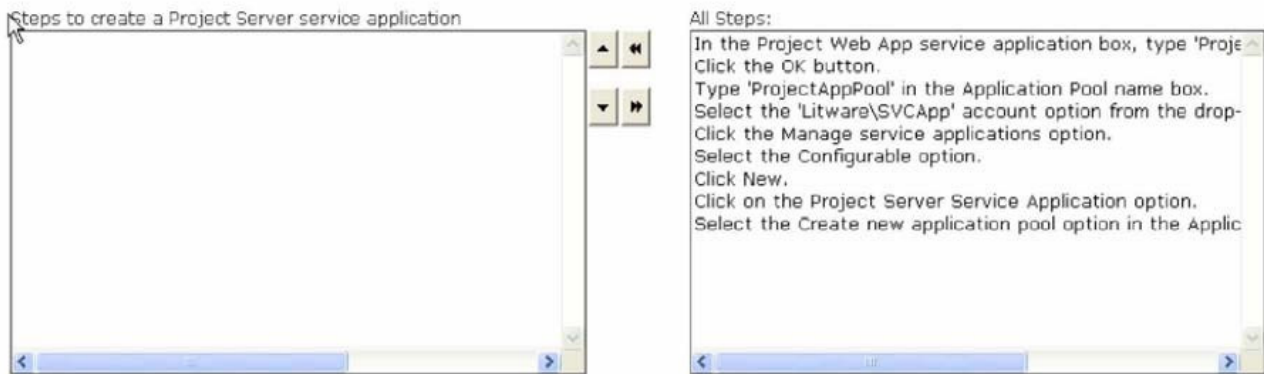 Steps to create a Project Server service application
All Steps:
In the Project Web App service application box, type 'Proje
Click the OK button.
Type 'ProjectAppPool' in the Application Pool name box.
Select the 'Litware\SVCApp' account option from the drop-
Click the Manage service applications option.
Select the Configurable option.
Click New.
Click on the Project Server Service Application option.
Select the Create new application pool option in the Applic